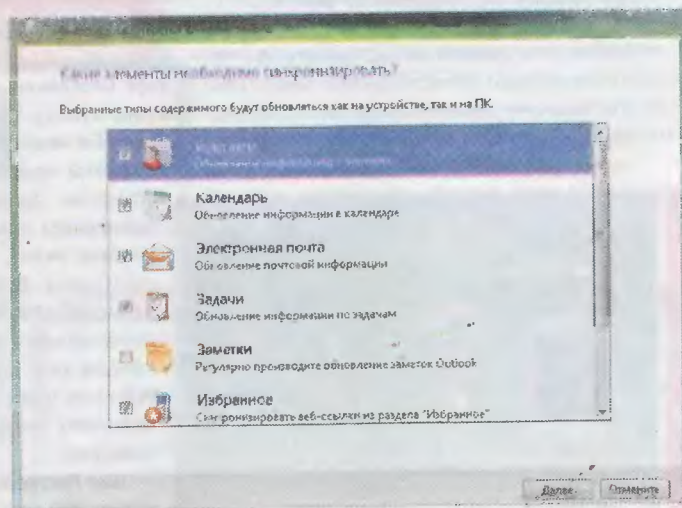 Какие элементы необходимо синхронизировать?
Выбранные типы содержимого будут обновляться как на устройстве, так и на ПК.
Календарь
Обновление информации в календаре
Электронная почта
Обновление почтовой информации
Задачи
Обновление информации по задачам
Заметки
Регулярно производите обновление заметок Outlook
Избранное
Синхронизировать веб-ссылки из раздела "Избранное"
Далее
Отменить